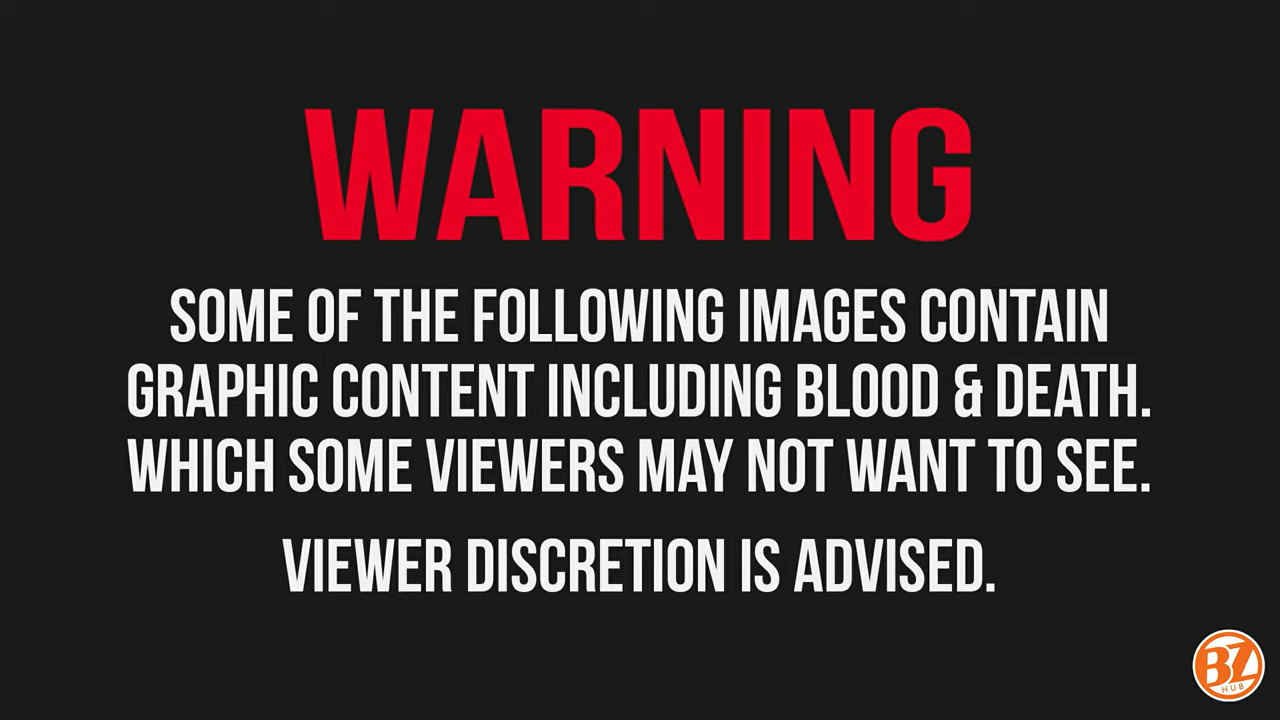 WARNING
SOME OF THE FOLLOWING IMAGES CONTAIN
GRAPHIC CONTENT INCLUDING BLOOD & DEATH.
WHICH SOME VIEWERS MAY NOT WANT TO SEE.
VIEWER DISCRETION IS ADVISED.
BZ
HUB